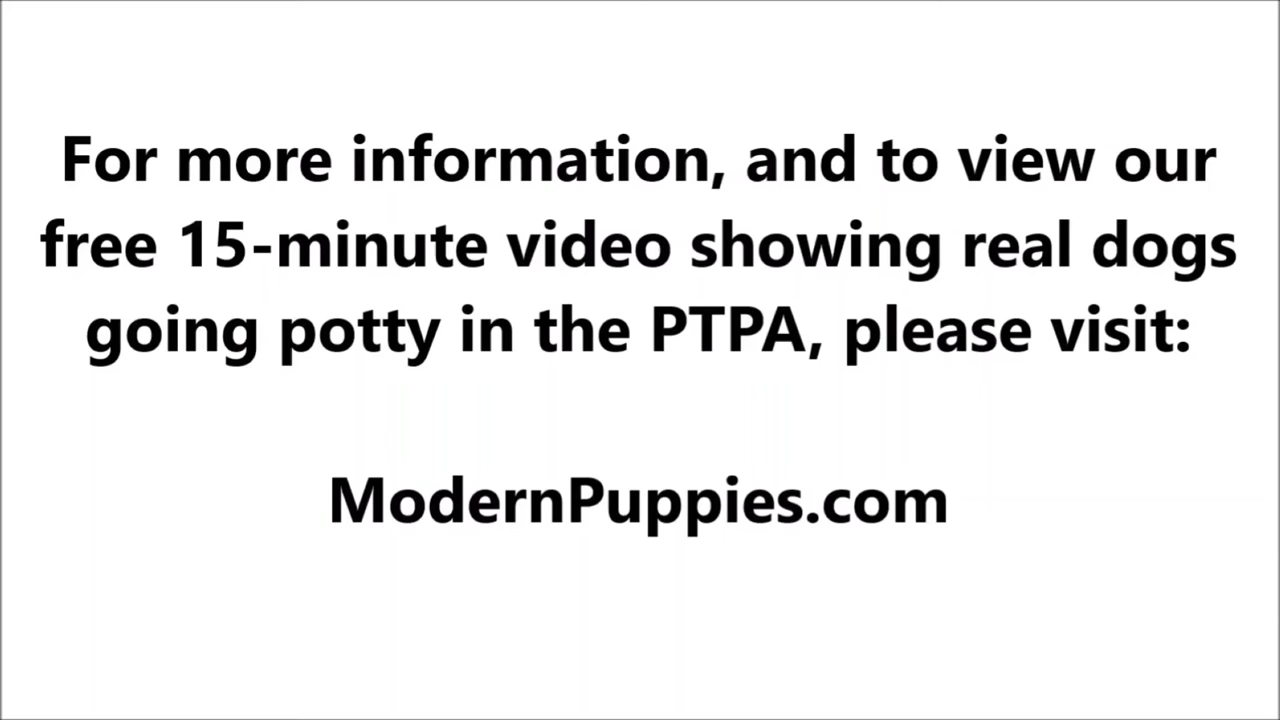 For more information, and to view our
free 15-minute video showing real dogs
going potty in the PTPA, please visit:
ModernPuppies.com